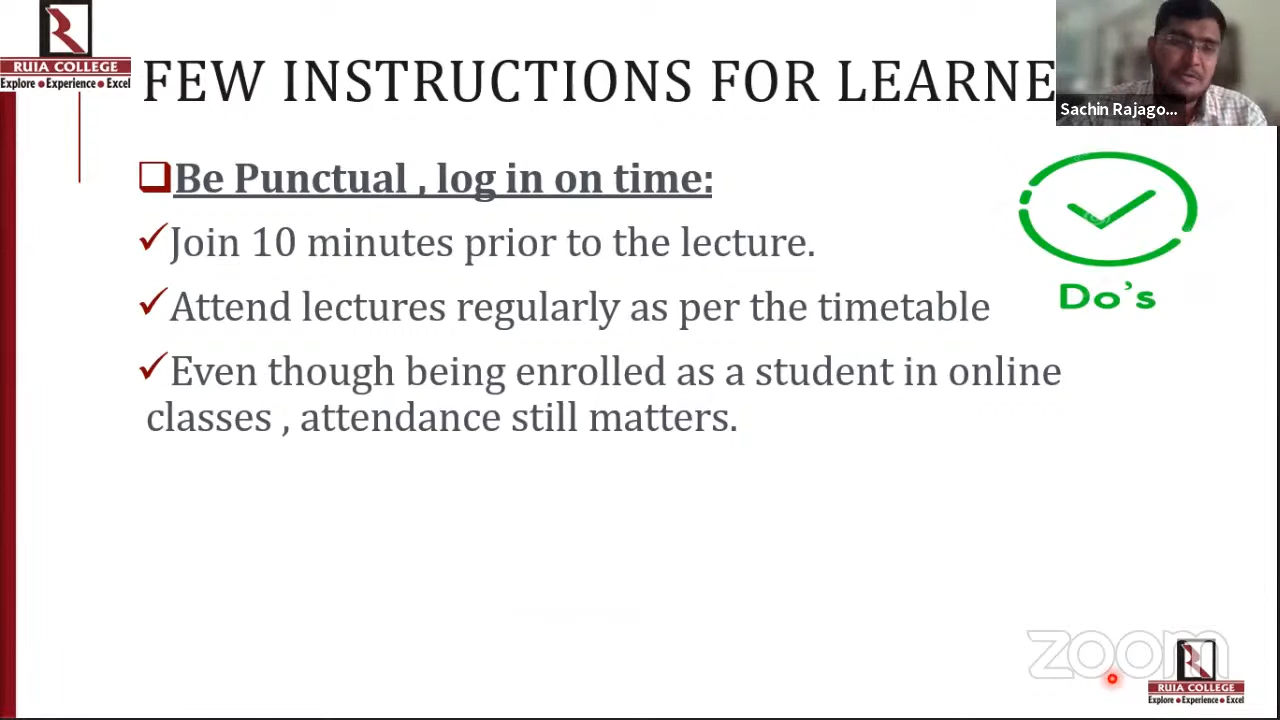 RUIA COLLEGE
Explore ● Experience ● Excel
FEW INSTRUCTIONS FOR LEARNE
Sachin Rajago...
❑Be Punctual , log in on time:
✓Join 10 minutes prior to the lecture.
✓Attend lectures regularly as per the timetable
✓Even though being enrolled as a student in online
classes , attendance still matters.
Do's
zoom
RUIA COLLEGE
Explore ● Experience ● Excel